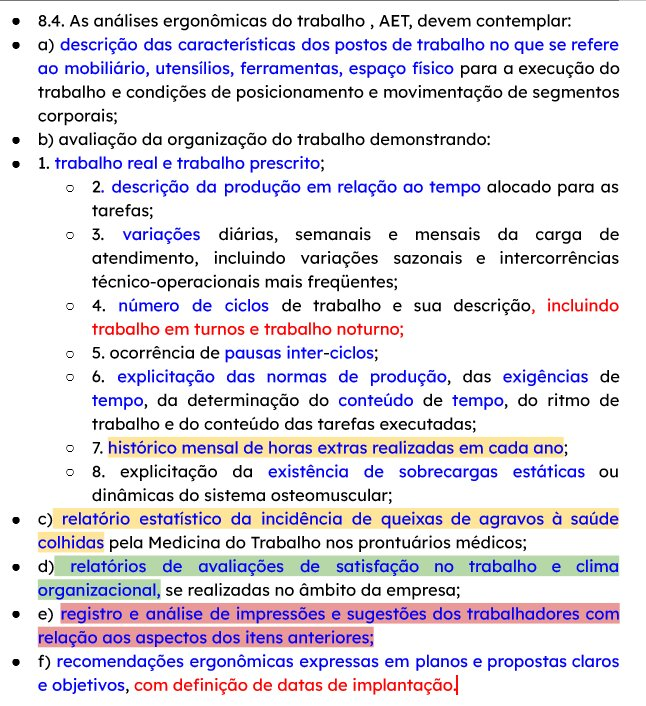 ● 8.4. As análises ergonômicas do trabalho , AET, devem contemplar:
● a) descrição das características dos postos de trabalho no que se refere
ao mobiliário, utensílios, ferramentas, espaço físico para a execução do
trabalho e condições de posicionamento e movimentação de segmentos
corporais;
● b) avaliação da organização do trabalho demonstrando:
● 1. trabalho real e trabalho prescrito;
○ 2. descrição da produção em relação ao tempo alocado para as
tarefas;
○ 3. variações diárias, semanais e mensais da carga de
atendimento, incluindo variações sazonais e intercorrências
técnico-operacionais mais freqüentes;
○ 4. número de ciclos de trabalho e sua descrição, incluindo
trabalho em turnos e trabalho noturno;
○ 5. ocorrência de pausas inter-ciclos;
○ 6. explicitação das normas de produção, das exigências de
tempo, da determinação do conteúdo de tempo, do ritmo de
trabalho e do conteúdo das tarefas executadas;
○ 7. histórico mensal de horas extras realizadas em cada ano;
○ 8. explicitação da existência de sobrecargas estáticas ou
dinâmicas do sistema osteomuscular;
● c) relatório estatístico da incidência de queixas de agravos à saúde
colhidas pela Medicina do Trabalho nos prontuários médicos;
● d) relatórios de avaliações de satisfação no trabalho e clima
organizacional, se realizadas no âmbito da empresa;
● e) registro e análise de impressões e sugestões dos trabalhadores com
relação aos aspectos dos itens anteriores;
● f) recomendações ergonômicas expressas em planos e propostas claros
e objetivos, com definição de datas de implantação.